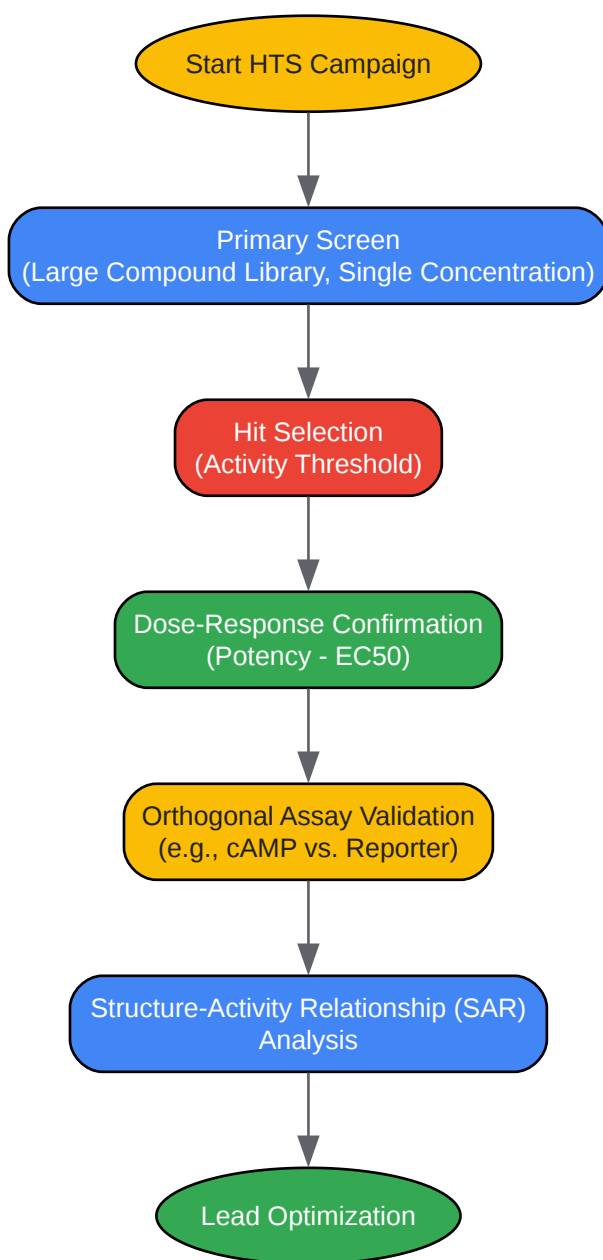 Start HTS Campaign
Primary Screen
(Large Compound Library, Single Concentration)
Hit Selection
(Activity Threshold)
Dose-Response Confirmation
(Potency - EC50)
Orthogonal Assay Validation
(e.g., cAMP vs. Reporter)
Structure-Activity Relationship (SAR)
Analysis
Lead Optimization